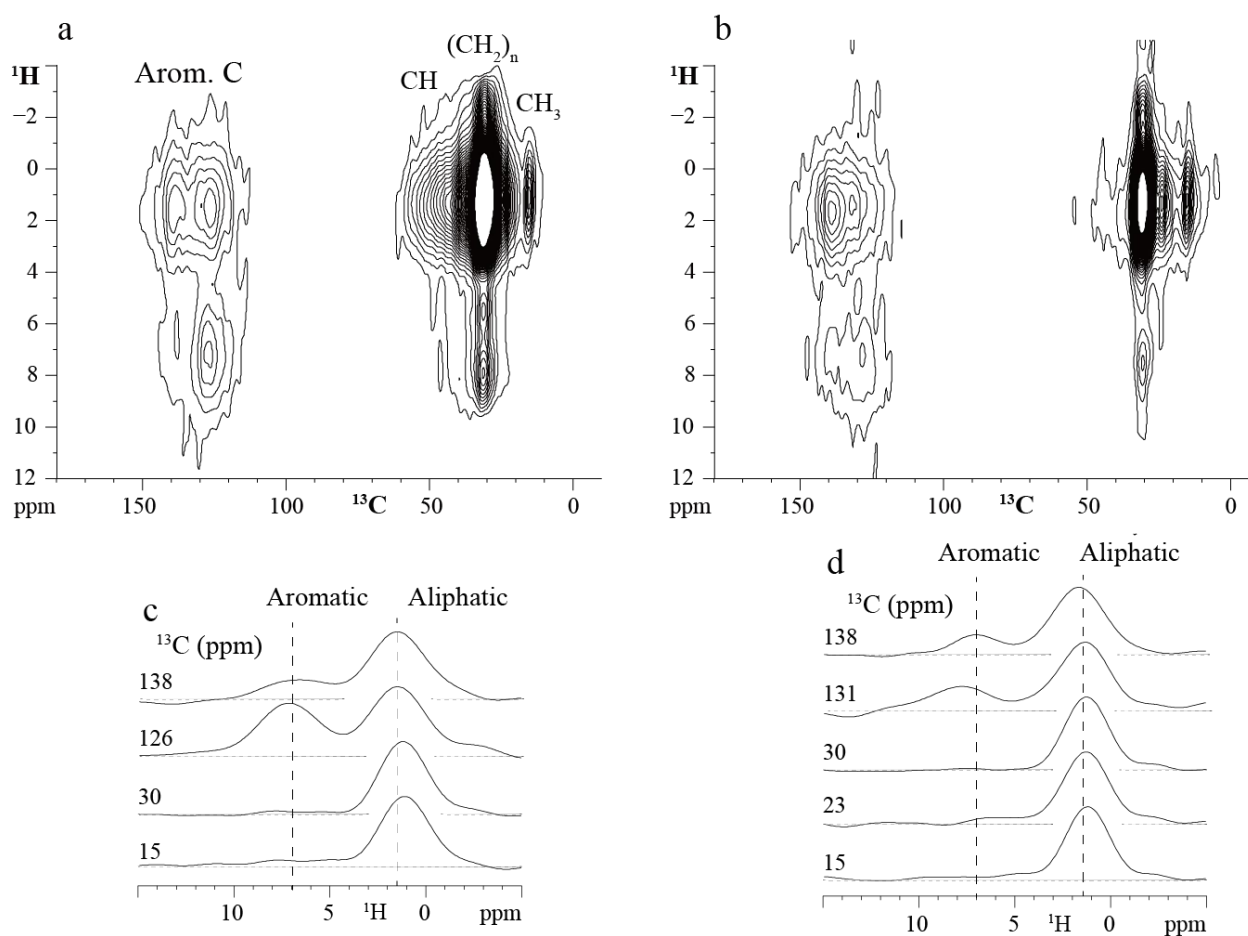 a
(CH₂)ₙ
¹H
Arom. C
CH
CH₃
−2
0
2
4
6
8
10
12
ppm
150
100
¹³C
50
0
b
¹H
−2
0
2
4
6
8
10
12
ppm
150
100
¹³C
50
0
c
Aromatic
Aliphatic
¹³C (ppm)
138
126
30
15
10
5
¹H
0
ppm
d
Aromatic
Aliphatic
¹³C (ppm)
138
131
30
23
15
10
5
¹H
0
ppm